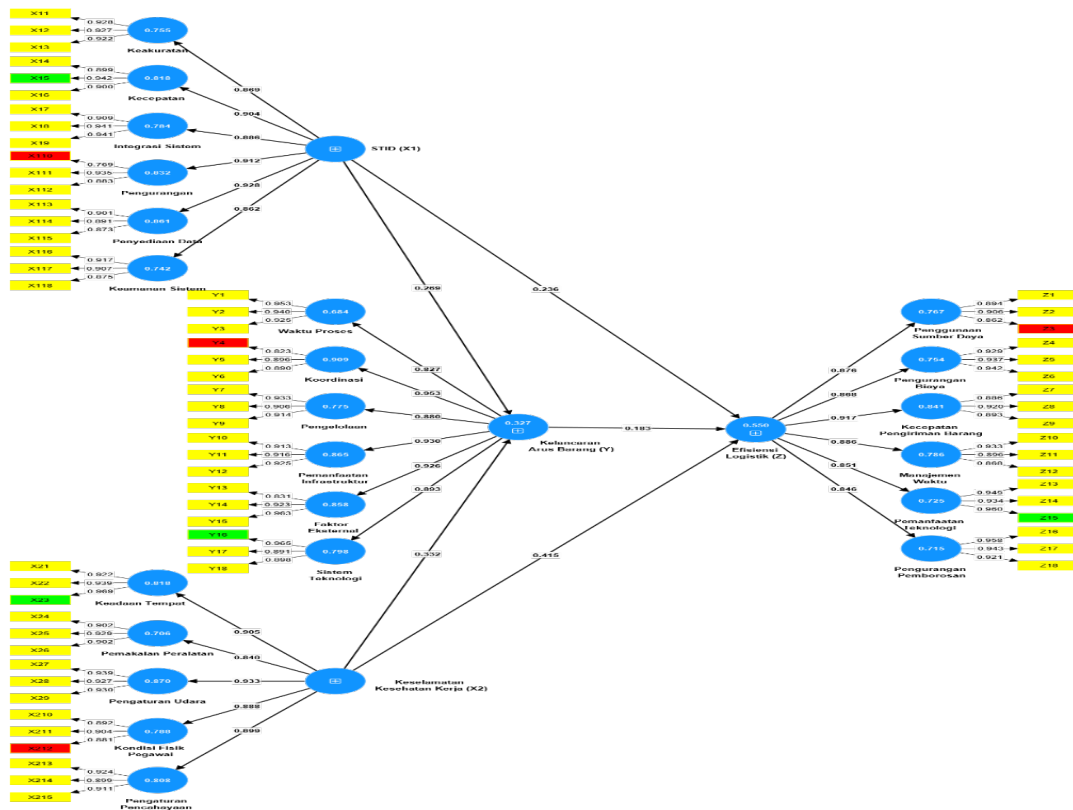 X11
X12
X13
0.928
0.927
0.922
0.755
Keakuratan
X14
X15
X16
0.899
0.942
0.900
0.818
Kecepatan
X17
X18
X19
0.909
0.941
0.941
0.784
Integrasi Sistem
X110
X111
X112
0.769
0.935
0.883
0.832
Pengurangan
X113
X114
X115
0.901
0.891
0.873
0.861
Penyediaan Data
X116
X117
X118
0.917
0.907
0.875
0.742
Keamanan Sistem
0.869
0.904
0.886
0.912
0.928
0.862
STID (X1)
0.269
0.236
Y1
Y2
Y3
0.953
0.940
0.925
0.684
Waktu Proses
Y4
Y5
Y6
0.823
0.896
0.890
0.909
Koordinasi
Y7
Y8
Y9
0.933
0.906
0.914
0.775
Pengelolaan
Y10
Y11
Y12
0.913
0.916
0.925
0.865
Pemanfaatan
Infrastruktur
Y13
Y14
Y15
0.831
0.923
0.963
0.858
Faktor
Eksternal
Y16
Y17
Y18
0.965
0.891
0.898
0.798
Sistem
Teknologi
0.827
0.953
0.880
0.930
0.926
0.893
0.327
Kelancaran
Arus Barang (Y)
0.183
0.332
0.415
0.550
Efisiensi
Logistik (Z)
0.876
0.868
0.917
0.886
0.851
0.846
0.767
Penggunaan
Sumber Daya
0.894
0.906
0.862
Z1
Z2
Z3
0.754
Pengurangan
Biaya
0.929
0.937
0.942
Z4
Z5
Z6
0.841
Kecepatan
Pengiriman Barang
0.886
0.920
0.893
Z7
Z8
Z9
0.786
Manajemen
Waktu
0.933
0.896
0.868
Z10
Z11
Z12
0.725
Pemanfaatan
Teknologi
0.945
0.934
0.960
Z13
Z14
Z15
0.715
Pengurangan
Pemborosan
0.958
0.943
0.921
Z16
Z17
Z18
X21
X22
X23
0.922
0.939
0.969
0.818
Keadaan Tempat
X24
X25
X26
0.902
0.929
0.902
0.706
Pemakaian Peralatan
X27
X28
X29
0.939
0.927
0.930
0.870
Pengaturan Udara
X210
X211
X212
0.892
0.904
0.881
0.788
Kondisi Fisik
Pegawai
X213
X214
X215
0.924
0.899
0.911
0.808
Pengaturan
Pencahayaan
0.905
0.840
0.933
0.888
0.899
Keselamatan
Kesehatan Kerja (X2)